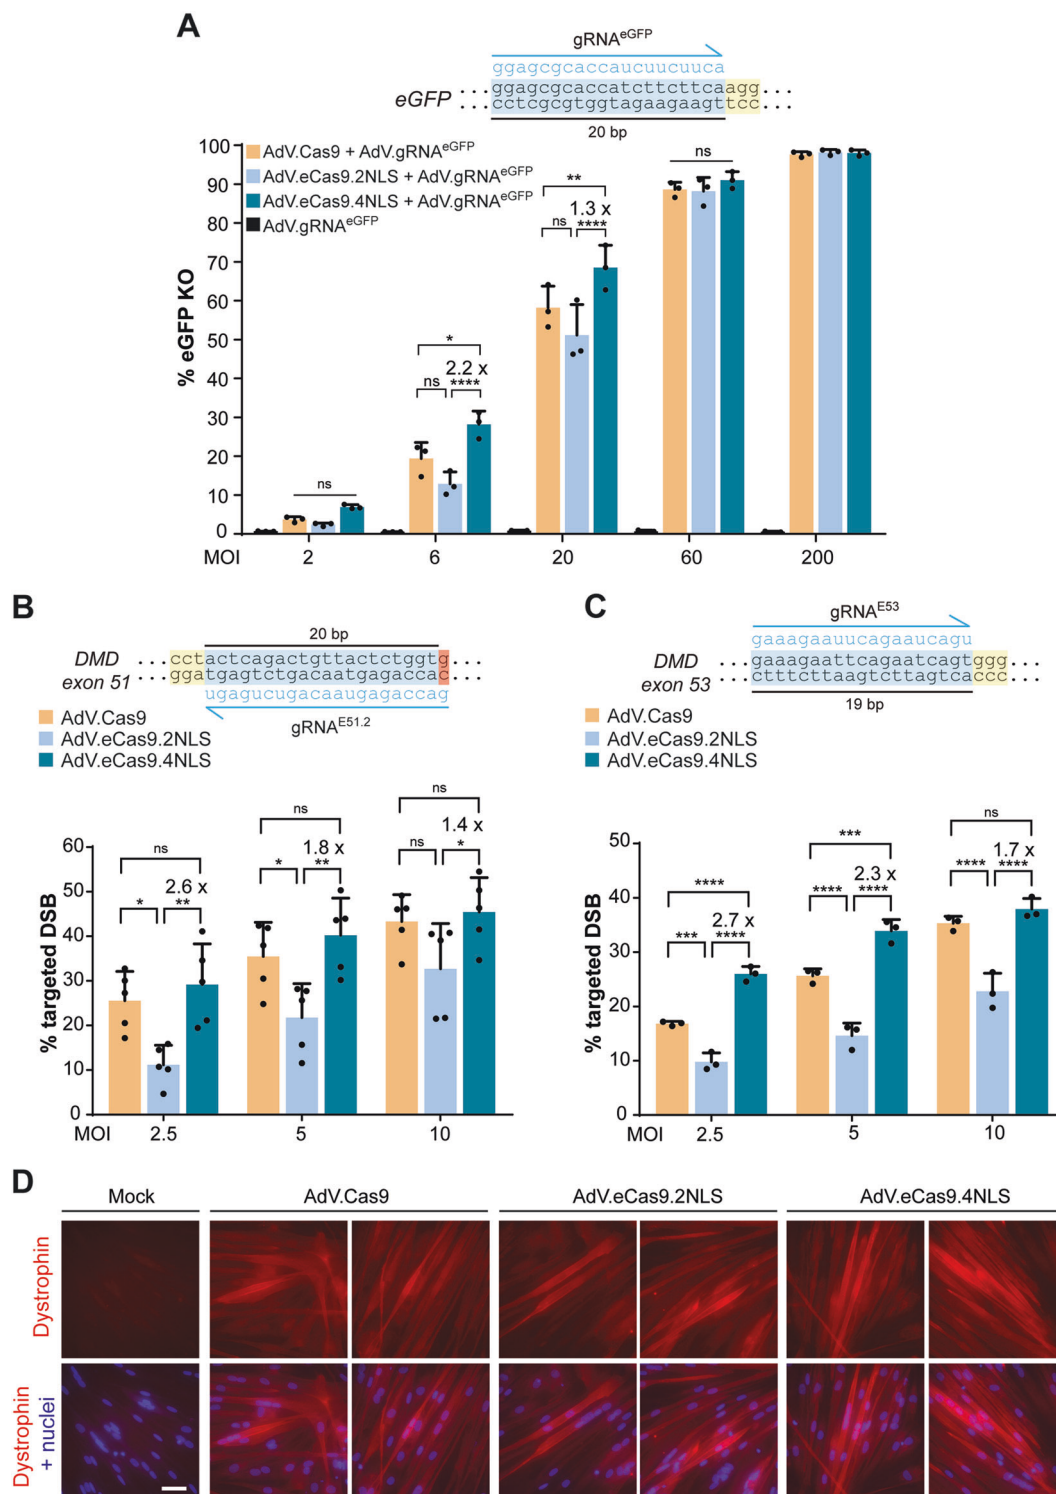 A
gRNA^eGFP
ggagcgcaccaucuucuuca
...ggagcgcaccatcttcttcaagg...
eGFP
...cctcgcgtggtagaagaagttcc...
20 bp
AdV.Cas9 + AdV.gRNA^eGFP
AdV.eCas9.2NLS + AdV.gRNA^eGFP
AdV.eCas9.4NLS + AdV.gRNA^eGFP
AdV.gRNA^eGFP
% eGFP KO
100
90
80
70
60
50
40
30
20
10
0
ns
*
2.2 x
ns ****
**
1.3 x
ns ****
ns
MOI 2 6 20 60 200
B
20 bp
DMD
exon 51
...cctactcagactgttactctggtg...
...ggatgagtctgacaatgagaccac...
ugagucugacaaugagaccag
gRNA^E51.2
AdV.Cas9
AdV.eCas9.2NLS
AdV.eCas9.4NLS
% targeted DSB
60
50
40
30
20
10
0
ns
2.6 x
* **
ns
1.8 x
* **
ns
1.4 x
ns *
MOI 2.5 5 10
C
gRNA^E53
gaaagaauucagaaucagu
DMD
exon 53
...gaaagaattcagaatcagtggg...
...ctttcttaagtcttagtcaccc...
19 bp
AdV.Cas9
AdV.eCas9.2NLS
AdV.eCas9.4NLS
% targeted DSB
50
40
30
20
10
0
****
2.7 x
*** ****
***
2.3 x
**** ****
ns
1.7 x
**** ****
MOI 2.5 5 10
D
Mock AdV.Cas9 AdV.eCas9.2NLS AdV.eCas9.4NLS
Dystrophin
Dystrophin
+ nuclei